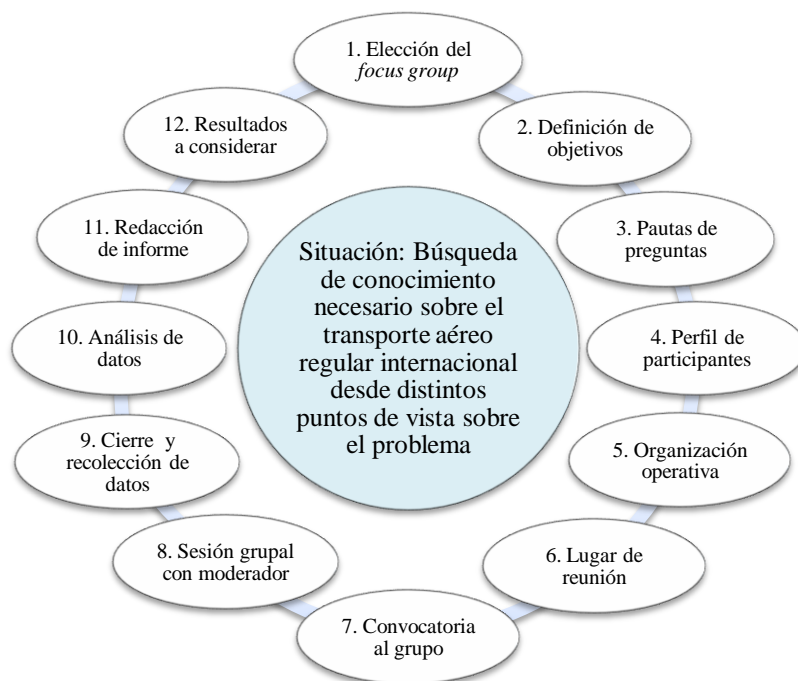 1. Elección del
focus group
2. Definición de
objetivos
3. Pautas de
preguntas
4. Perfil de
participantes
5. Organización
operativa
6. Lugar de
reunión
7. Convocatoria
al grupo
8. Sesión grupal
con moderador
9. Cierre y
recolección de
datos
10. Análisis de
datos
11. Redacción
de informe
12. Resultados
a considerar
Situación: Búsqueda
de conocimiento
necesario sobre el
transporte aéreo
regular internacional
desde distintos
puntos de vista sobre
el problema